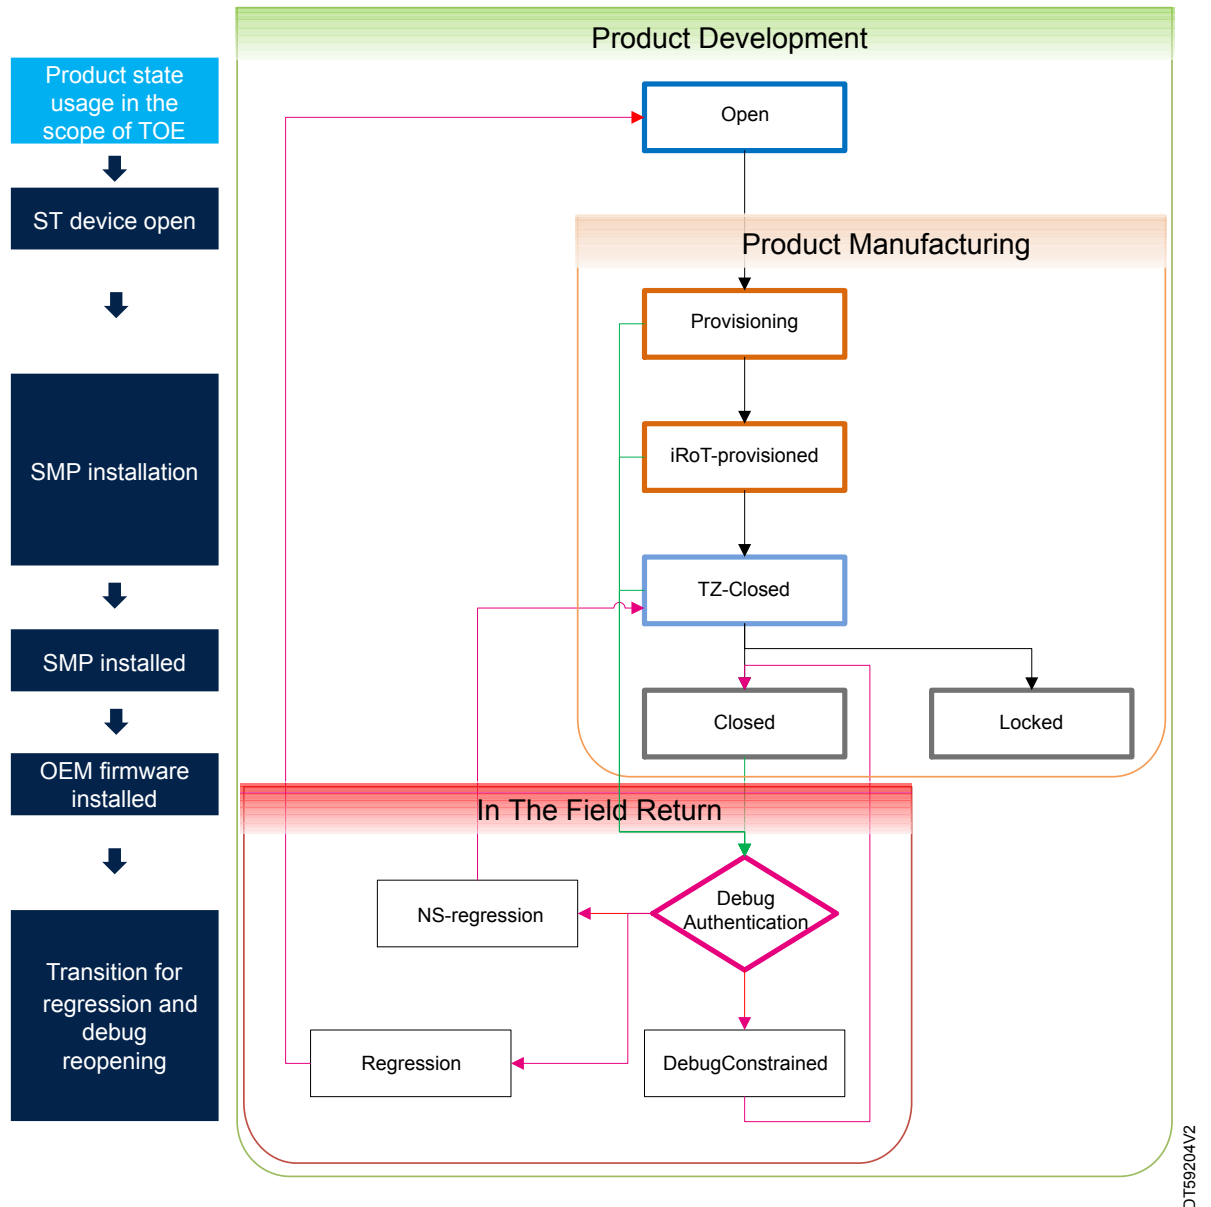 Product Development
Product state
usage in the
scope of TOE
Open
ST device open
Product Manufacturing
Provisioning
SMP installation
iRoT-provisioned
TZ-Closed
SMP installed
Closed
Locked
OEM firmware
installed
In The Field Return
NS-regression
Debug
Authentication
Transition for
regression and
debug
reopening
Regression
DebugConstrained
DT59204V2